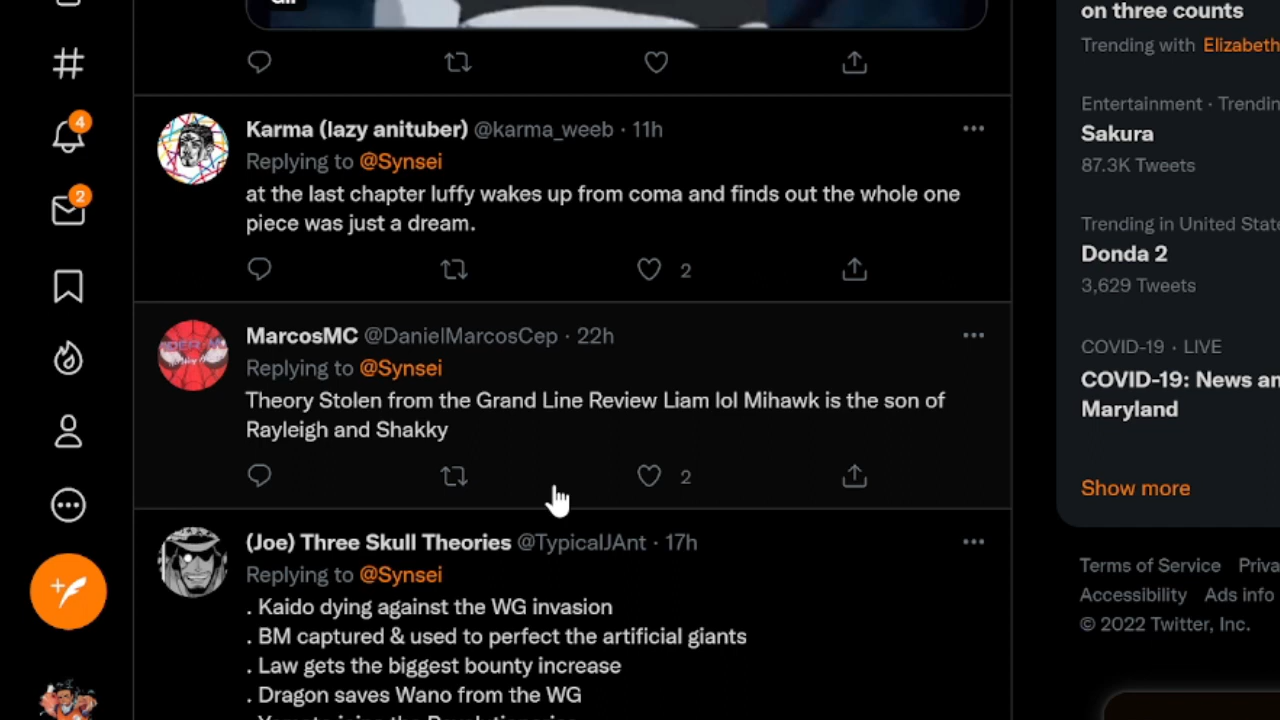 on three counts
Trending with Elizabeth
4
2
Karma (lazy anituber) @karma_weeb · 11h
Replying to @Synsei
at the last chapter luffy wakes up from coma and finds out the whole one
piece was just a dream.
2
MarcosMC @DanielMarcosCep · 22h
Replying to @Synsei
Theory Stolen from the Grand Line Review Liam lol Mihawk is the son of
Rayleigh and Shakky
2
(Joe) Three Skull Theories @TypicalJAnt · 17h
Replying to @Synsei
. Kaido dying against the WG invasion
. BM captured & used to perfect the artificial giants
. Law gets the biggest bounty increase
. Dragon saves Wano from the WG
Entertainment · Trendin
Sakura
87.3K Tweets
Trending in United State
Donda 2
3,629 Tweets
COVID-19 · LIVE
COVID-19: News an
Maryland
Show more
Terms of Service Priva
Accessibility Ads info
© 2022 Twitter, Inc.